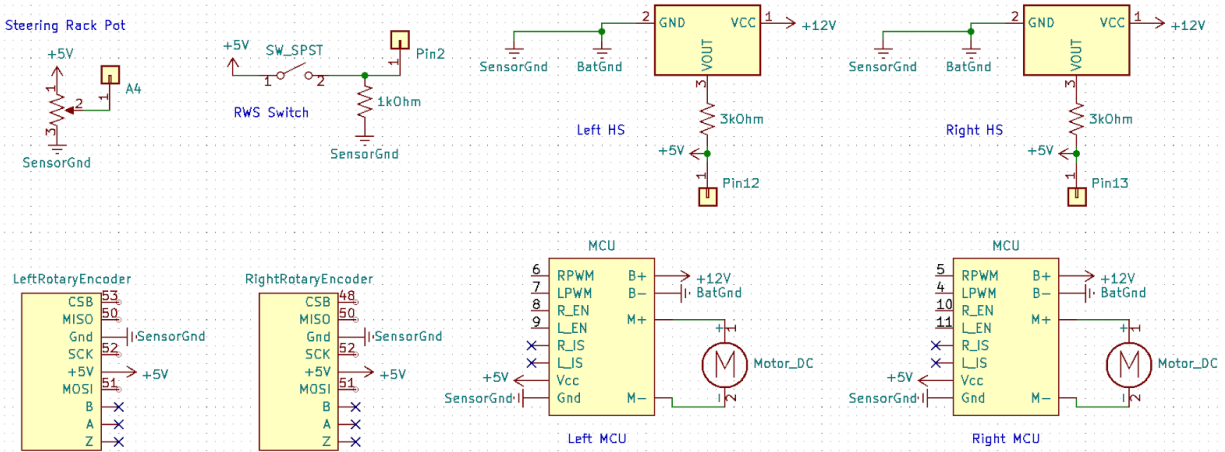 Steering Rack Pot
+5V
1
2
3
1
A4
SensorGnd
+5V
SW_SPST
1
2
1
Pin2
1kOhm
RWS Switch
SensorGnd
2
GND
VCC
1
+12V
SensorGnd
BatGnd
VOUT
3
3kOhm
Left HS
+5V
1
Pin12
2
GND
VCC
1
+12V
SensorGnd
BatGnd
VOUT
3
3kOhm
Right HS
+5V
1
Pin13
LeftRotaryEncoder
CSB
53
MISO
50
Gnd
SensorGnd
SCK
52
+5V
+5V
MOSI
51
B
A
Z
RightRotaryEncoder
CSB
48
MISO
50
Gnd
SensorGnd
SCK
52
+5V
+5V
MOSI
51
B
A
Z
MCU
6
RPWM
B+
+12V
7
LPWM
B-
BatGnd
8
R_EN
M+
9
L_EN
+
1
R_IS
L_IS
M
Motor_DC
+5V
Vcc
SensorGnd
Gnd
M-
-
2
Left MCU
MCU
5
RPWM
B+
+12V
4
LPWM
B-
BatGnd
10
R_EN
M+
11
L_EN
+
1
R_IS
L_IS
M
Motor_DC
+5V
Vcc
SensorGnd
Gnd
M-
-
2
Right MCU